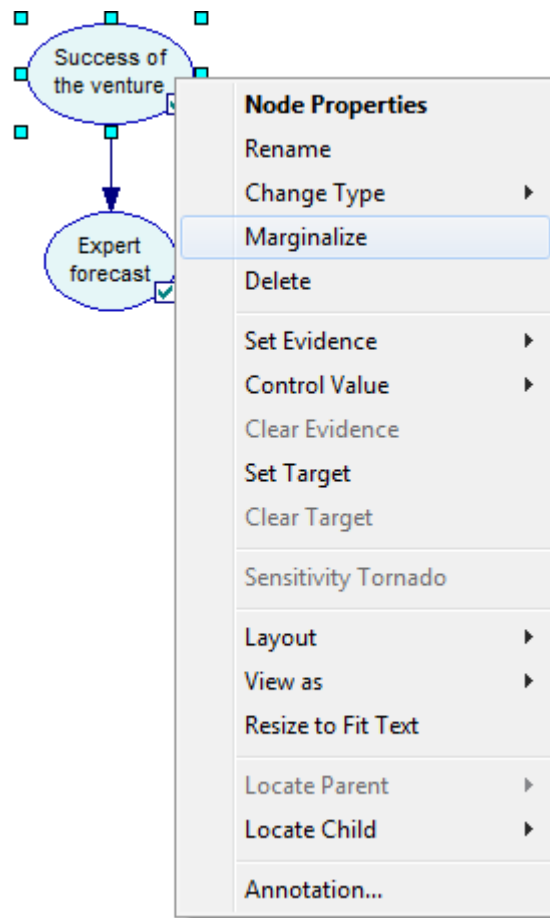 Success of
the venture
Expert
forecast
Node Properties
Rename
Change Type
Marginalize
Delete
Set Evidence
Control Value
Clear Evidence
Set Target
Clear Target
Sensitivity Tornado
Layout
View as
Resize to Fit Text
Locate Parent
Locate Child
Annotation...